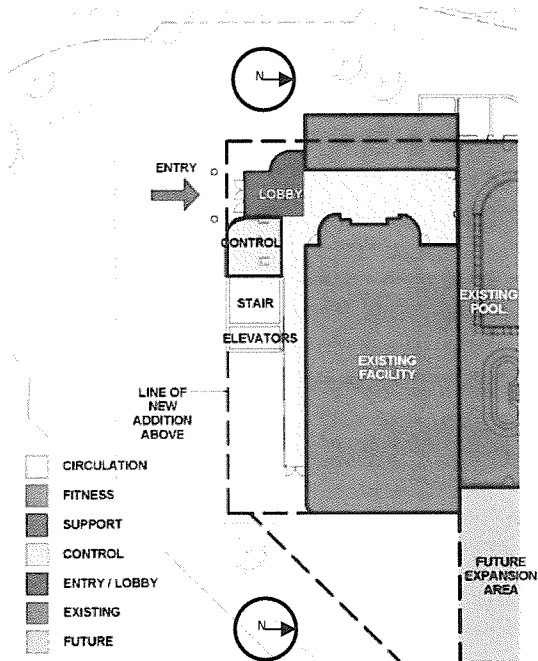 N
ENTRY
LOBBY
CONTROL
STAIR
ELEVATORS
EXISTING
POOL
EXISTING
FACILITY
LINE OF
NEW
ADDITION
ABOVE
CIRCULATION
FITNESS
SUPPORT
CONTROL
ENTRY / LOBBY
EXISTING
FUTURE
FUTURE
EXPANSION
AREA
N